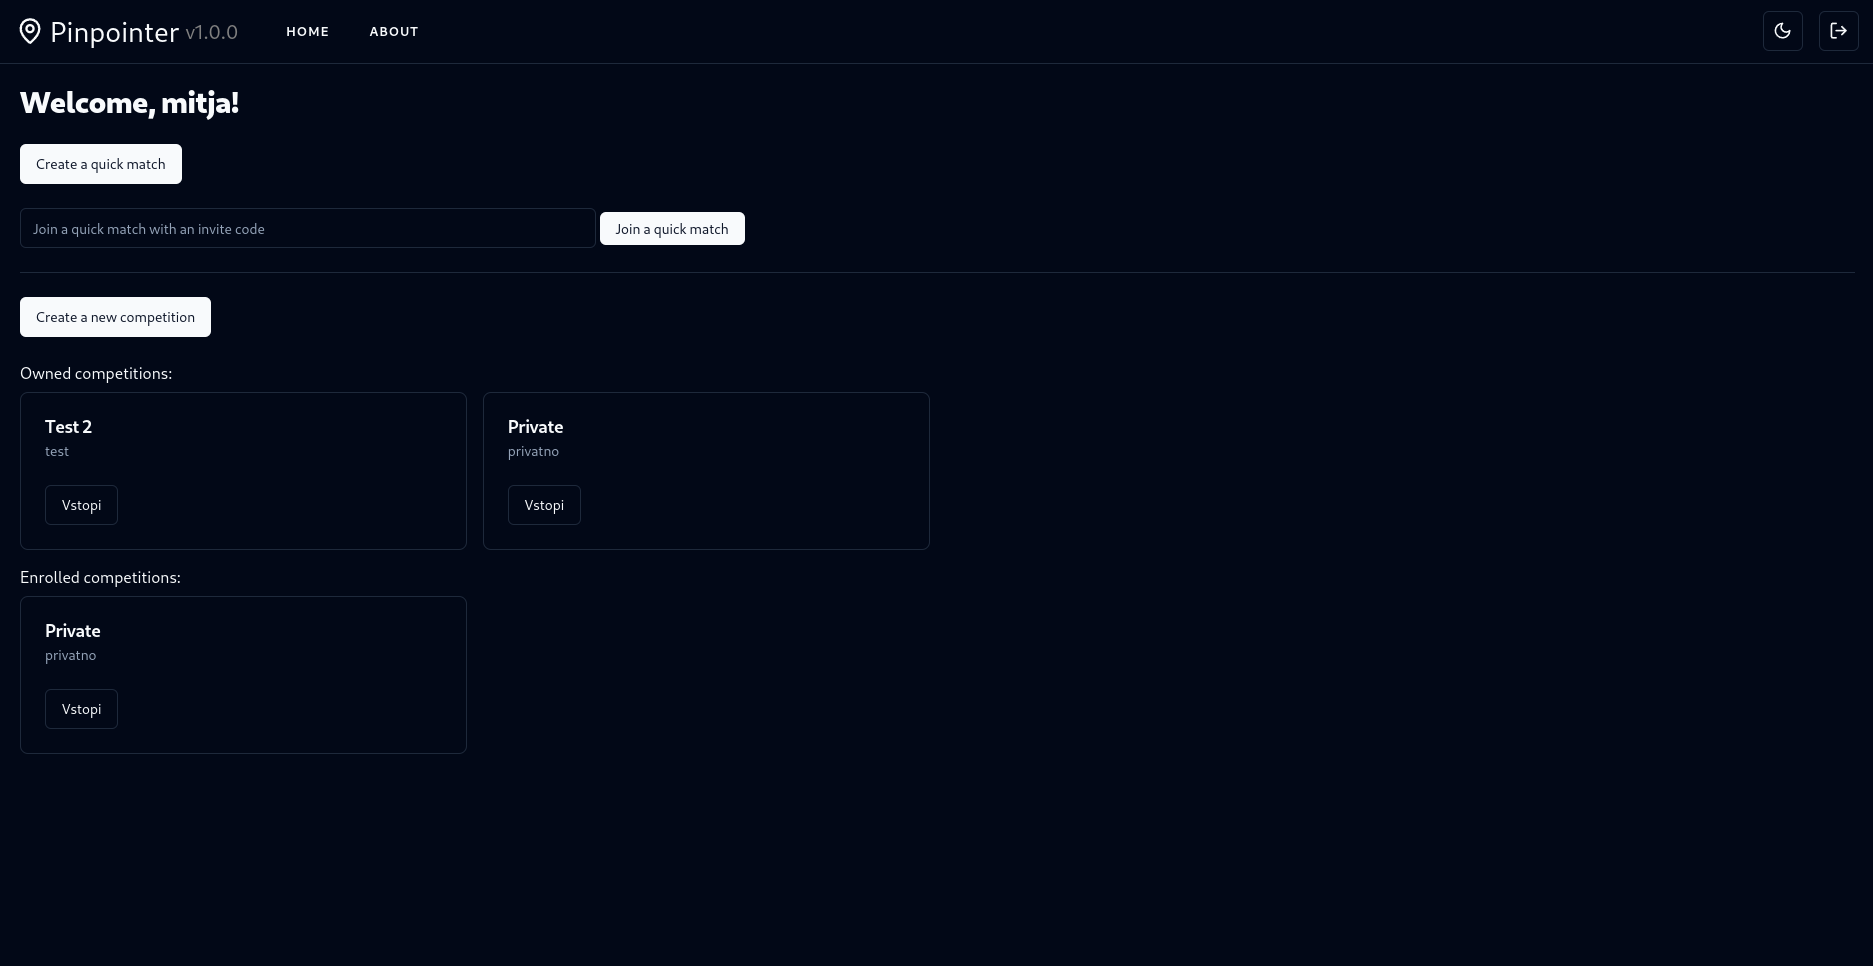 Pinpointer v1.0.0 HOME ABOUT
Welcome, mitja!
Create a quick match
Join a quick match with an invite code Join a quick match
Create a new competition
Owned competitions:
Test 2
test
Vstopi
Private
privatno
Vstopi
Enrolled competitions:
Private
privatno
Vstopi